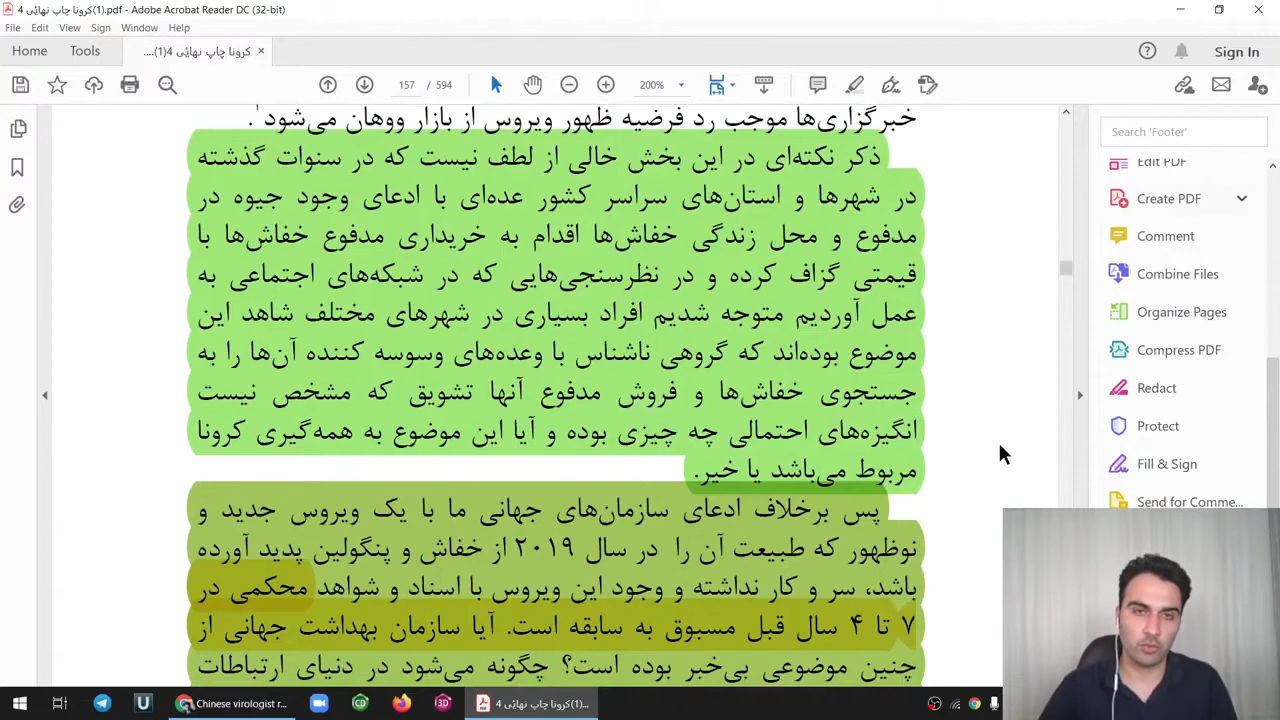 کرونا چاپ نهائی 4(1).pdf - Adobe Acrobat Reader DC (32-bit)
File Edit View Sign Window Help
Home Tools کرونا چاپ نهائی 4(1).... × Sign In
157 / 594 200%
خبرگزاری‌ها موجب رد فرضیه ظهور ویروس از بازار ووهان می‌شود¹.
ذکر نکته‌ای در این بخش خالی از لطف نیست که در سنوات گذشته
در شهرها و استان‌های سراسر کشور عده‌ای با ادعای وجود جیوه در
مدفوع و محل زندگی خفاش‌ها اقدام به خریداری مدفوع خفاش‌ها با
قیمتی گزاف کرده و در نظرسنجی‌هایی که در شبکه‌های اجتماعی به
عمل آوردیم متوجه شدیم افراد بسیاری در شهرهای مختلف شاهد این
موضوع بوده‌اند که گروهی ناشناس با وعده‌های وسوسه کننده آن‌ها را به
جستجوی خفاش‌ها و فروش مدفوع آنها تشویق که مشخص نیست
انگیزه‌های احتمالی چه چیزی بوده و آیا این موضوع به همه‌گیری کرونا
مربوط می‌باشد یا خیر.
پس برخلاف ادعای سازمان‌های جهانی ما با یک ویروس جدید و
نوظهور که طبیعت آن را در سال ۲۰۱۹ از خفاش و پنگولین پدید آورده
باشد، سر و کار نداشته و وجود این ویروس با اسناد و شواهد محکمی در
۷ تا ۴ سال قبل مسبوق به سابقه است. آیا سازمان بهداشت جهانی از
چنین موضوعی بی‌خبر بوده است؟ چگونه می‌شود در دنیای ارتباطات
Search 'Footer'
Edit PDF
Create PDF
Comment
Combine Files
Organize Pages
Compress PDF
Redact
Protect
Fill & Sign
Send for Comme...
Chinese virologist r...
کرونا چاپ نهائی 4(1)...